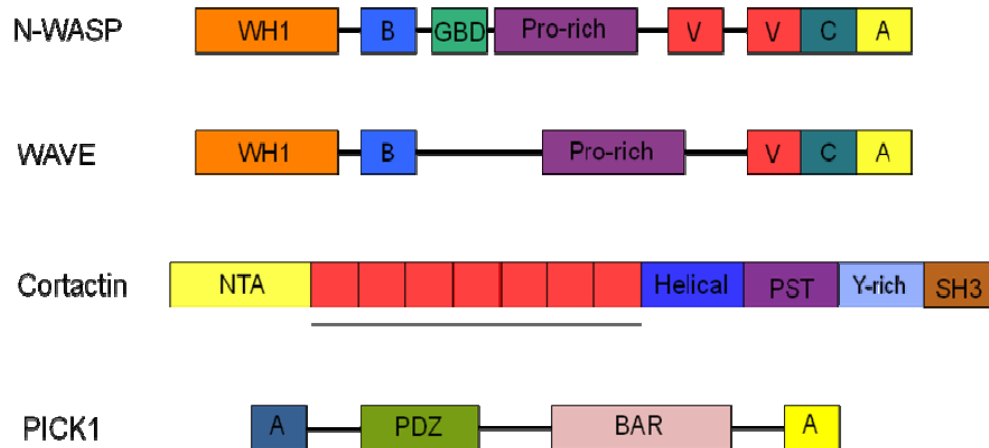 N-WASP WH1 B GBD Pro-rich V V C A
WAVE WH1 B Pro-rich V C A
Cortactin NTA Helical PST Y-rich SH3
PICK1 A PDZ BAR A